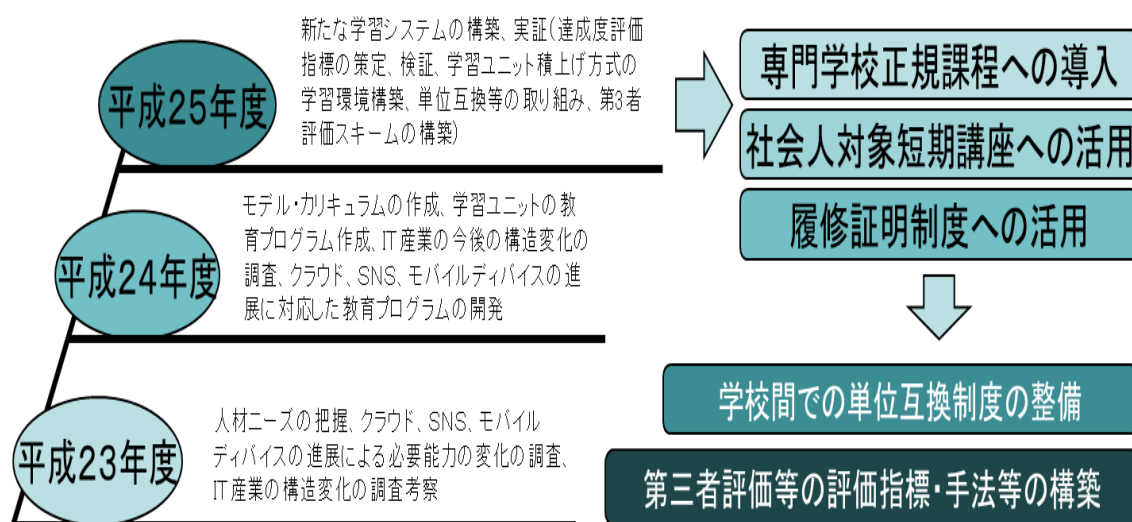 平成25年度
新たな学習システムの構築、実証(達成度評価
指標の策定、検証、学習ユニット積上げ方式の
学習環境構築、単位互換等の取り組み、第3者
評価スキームの構築)
平成24年度
モデル・カリキュラムの作成、学習ユニットの教
育プログラム作成、IT産業の今後の構造変化の
調査、クラウド、SNS、モバイルディバイスの進
展に対応した教育プログラムの開発
平成23年度
人材ニーズの把握、クラウド、SNS、モバイル
ディバイスの進展による必要能力の変化の調査、
IT産業の構造変化の調査考察
専門学校正規課程への導入
社会人対象短期講座への活用
履修証明制度への活用
学校間での単位互換制度の整備
第三者評価等の評価指標・手法等の構築